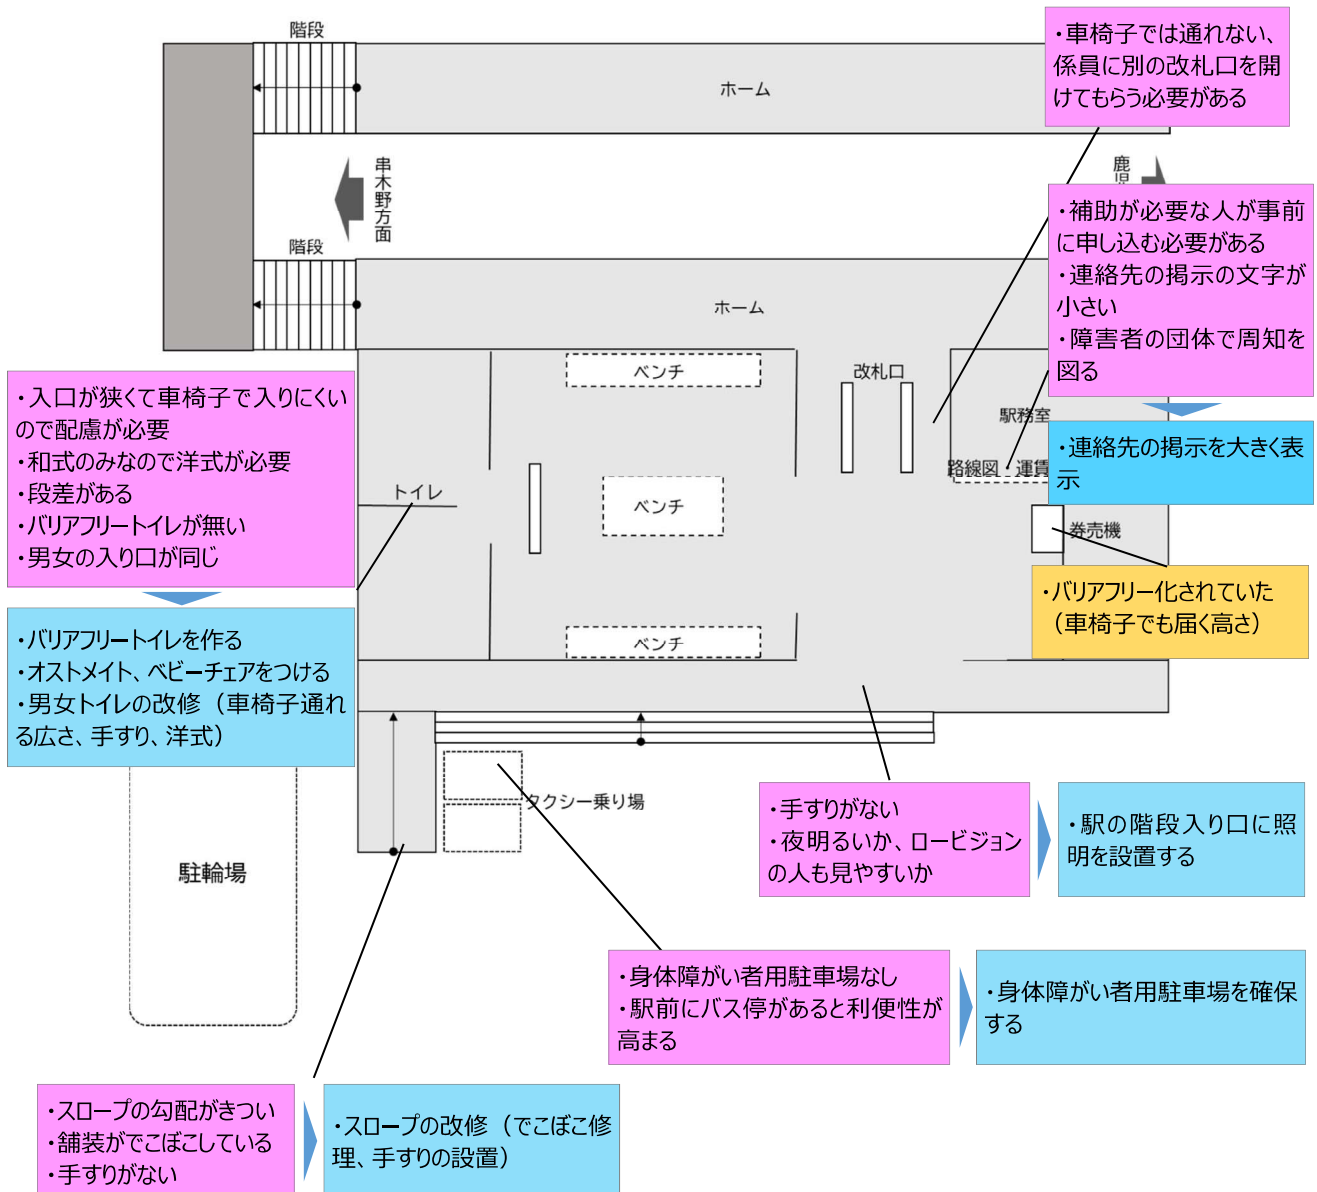 階段
ホーム
・車椅子では通れない、
係員に別の改札口を開
けてもらう必要がある
串木野方面
鹿児
・補助が必要な人が事前
に申し込む必要がある
・連絡先の掲示の文字が
小さい
・障害者の団体で周知を
図る
階段
ホーム
・連絡先の掲示を大きく表
示
ベンチ
改札口
駅務室
路線図・運賃
・入口が狭くて車椅子で入りにくい
ので配慮が必要
・和式のみなので洋式が必要
・段差がある
・バリアフリートイレが無い
・男女の入り口が同じ
トイレ
ベンチ
券売機
・バリアフリー化されていた
（車椅子でも届く高さ）
・バリアフリートイレを作る
・オストメイト、ベビーチェアをつける
・男女トイレの改修（車椅子通れ
る広さ、手すり、洋式）
ベンチ
タクシー乗り場
駐輪場
・手すりがない
・夜明るいか、ロービジョン
の人も見やすいか
・駅の階段入り口に照
明を設置する
・身体障がい者用駐車場なし
・駅前にバス停があると利便性が
高まる
・身体障がい者用駐車場を確保
する
・スロープの勾配がきつい
・舗装がでこぼこしている
・手すりがない
・スロープの改修（でこぼこ修
理、手すりの設置）